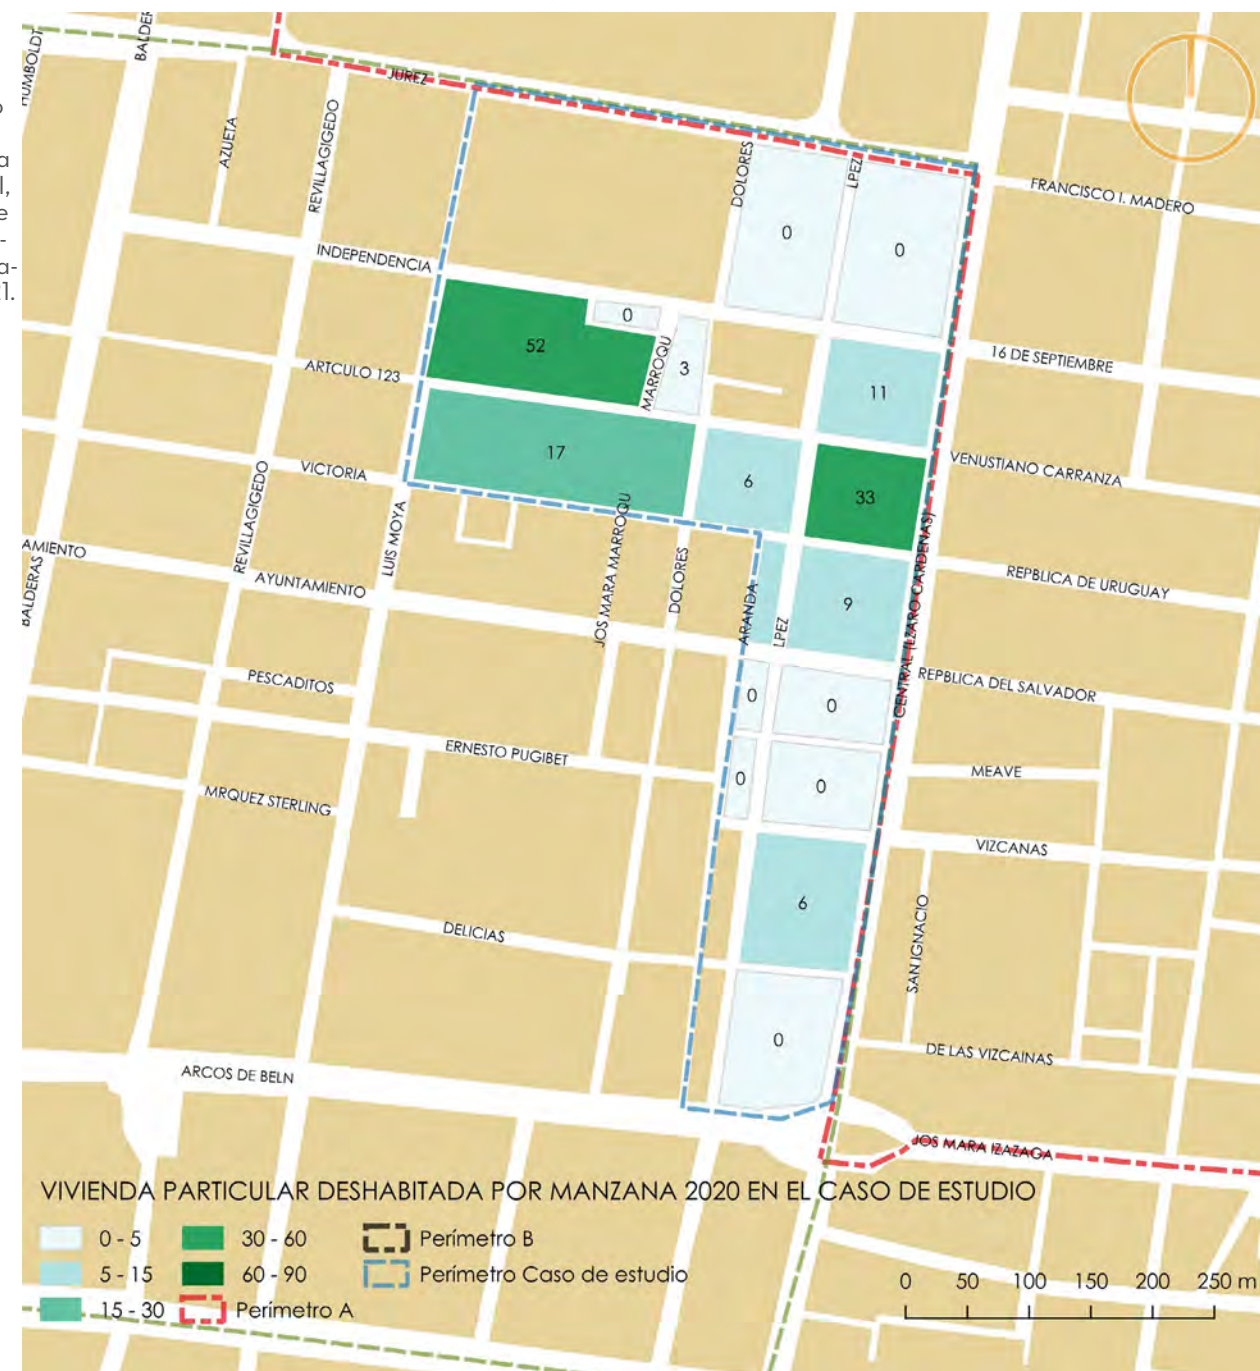 HUMBOLDT
BALDER
a
l,
e
-
a-
21.
JUREZ
AZUETA
REVILLAGIGEDO
DOLORES
LPEZ
FRANCISCO I. MADERO
0
0
INDEPENDENCIA
0
52
MARROQU
3
16 DE SEPTIEMBRE
ARTCULO 123
11
VICTORIA
17
6
33
VENUSTIANO CARRANZA
REVILLAGIGEDO
LUIS MOYA
JOS MARA MARROQU
DOLORES
ARANDA
LPEZ
9
CENTRAL (LZARO CARDENAS)
REPBLICA DE URUGUAY
AMIENTO
BALDERAS
AYUNTAMIENTO
PESCADITOS
0
0
REPBLICA DEL SALVADOR
ERNESTO PUGIBET
0
0
MEAVE
MRQUEZ STERLING
VIZCANAS
6
DELICIAS
SAN IGNACIO
0
DE LAS VIZCAINAS
ARCOS DE BELN
JOS MARA IZAZAGA
VIVIENDA PARTICULAR DESHABITADA POR MANZANA 2020 EN EL CASO DE ESTUDIO
0 - 5
30 - 60
Perímetro B
5 - 15
60 - 90
Perímetro Caso de estudio
15 - 30
Perímetro A
0 50 100 150 200 250 m